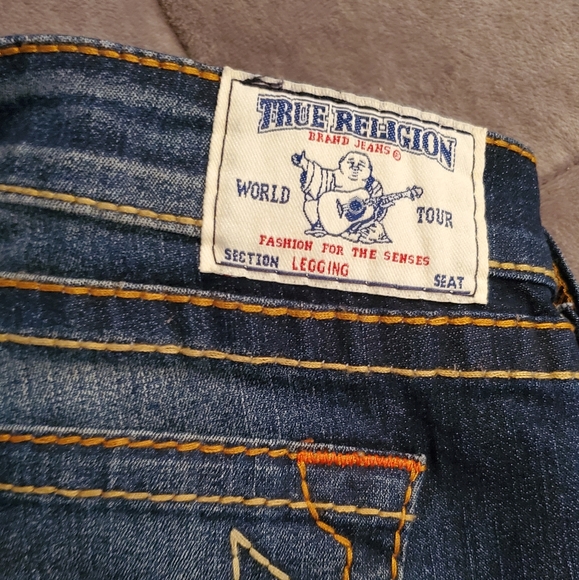 TRUE RELIGION
BRAND JEANS®
WORLD TOUR
FASHION FOR THE SENSES
SECTION LEGGING SEAT